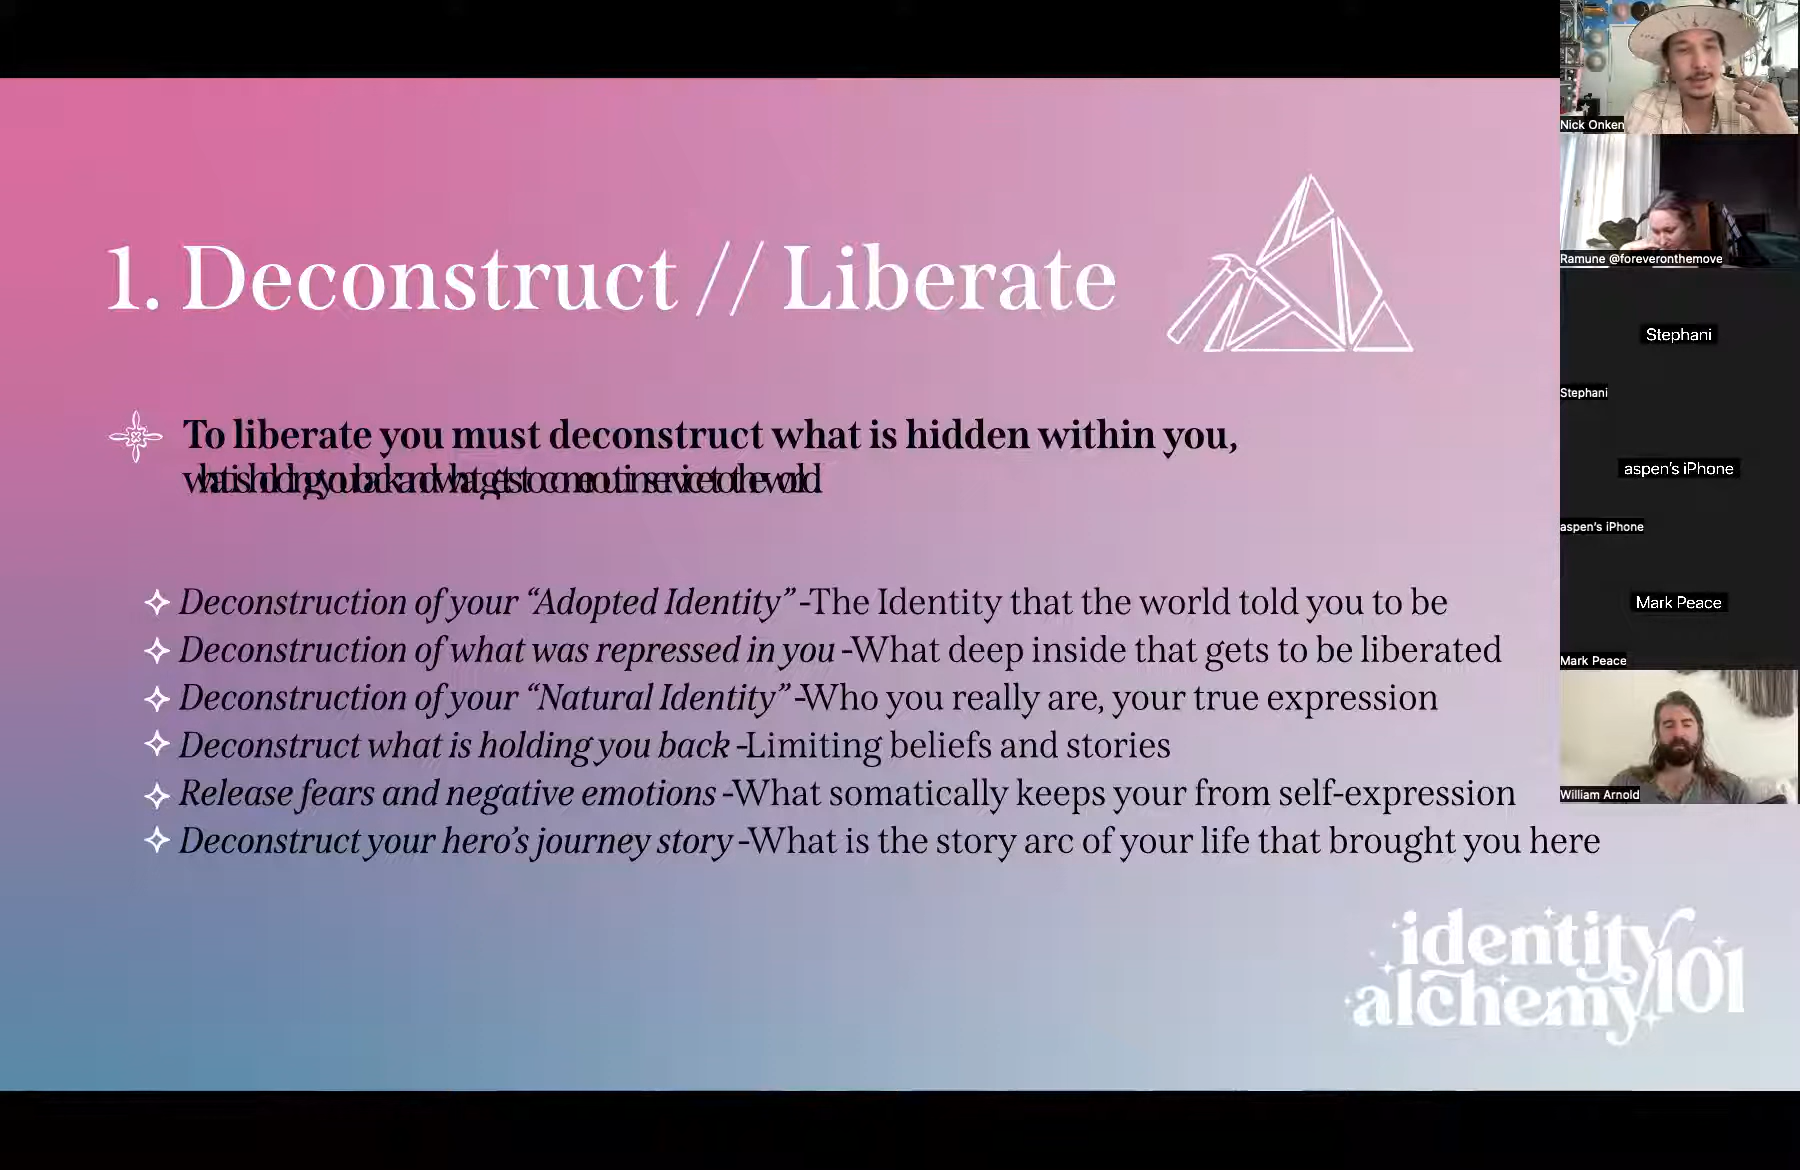 1. Deconstruct // Liberate
To liberate you must deconstruct what is hidden within you,
Deconstruction of your “Adopted Identity” -The Identity that the world told you to be
Deconstruction of what was repressed in you -What deep inside that gets to be liberated
Deconstruction of your “Natural Identity” -Who you really are, your true expression
Deconstruct what is holding you back -Limiting beliefs and stories
Release fears and negative emotions -What somatically keeps your from self-expression
Deconstruct your hero’s journey story -What is the story arc of your life that brought you here
identity
alchemy 101
Nick Onken
Ramune @foreveronthemove
Stephani
Stephani
aspen’s iPhone
aspen’s iPhone
Mark Peace
Mark Peace
William Arnold